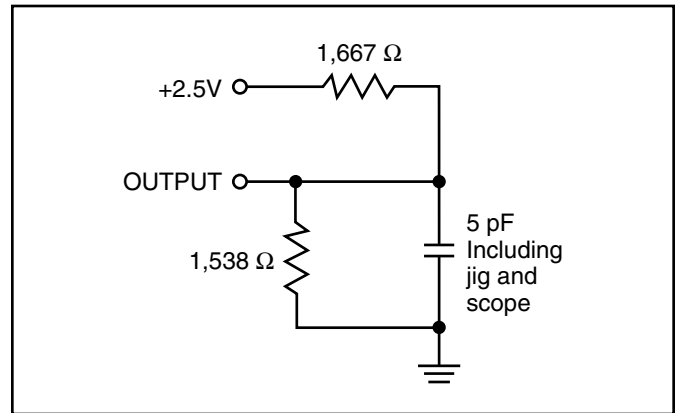 1,667 Ω
+2.5V
OUTPUT
1,538 Ω
5 pF
Including
jig and
scope